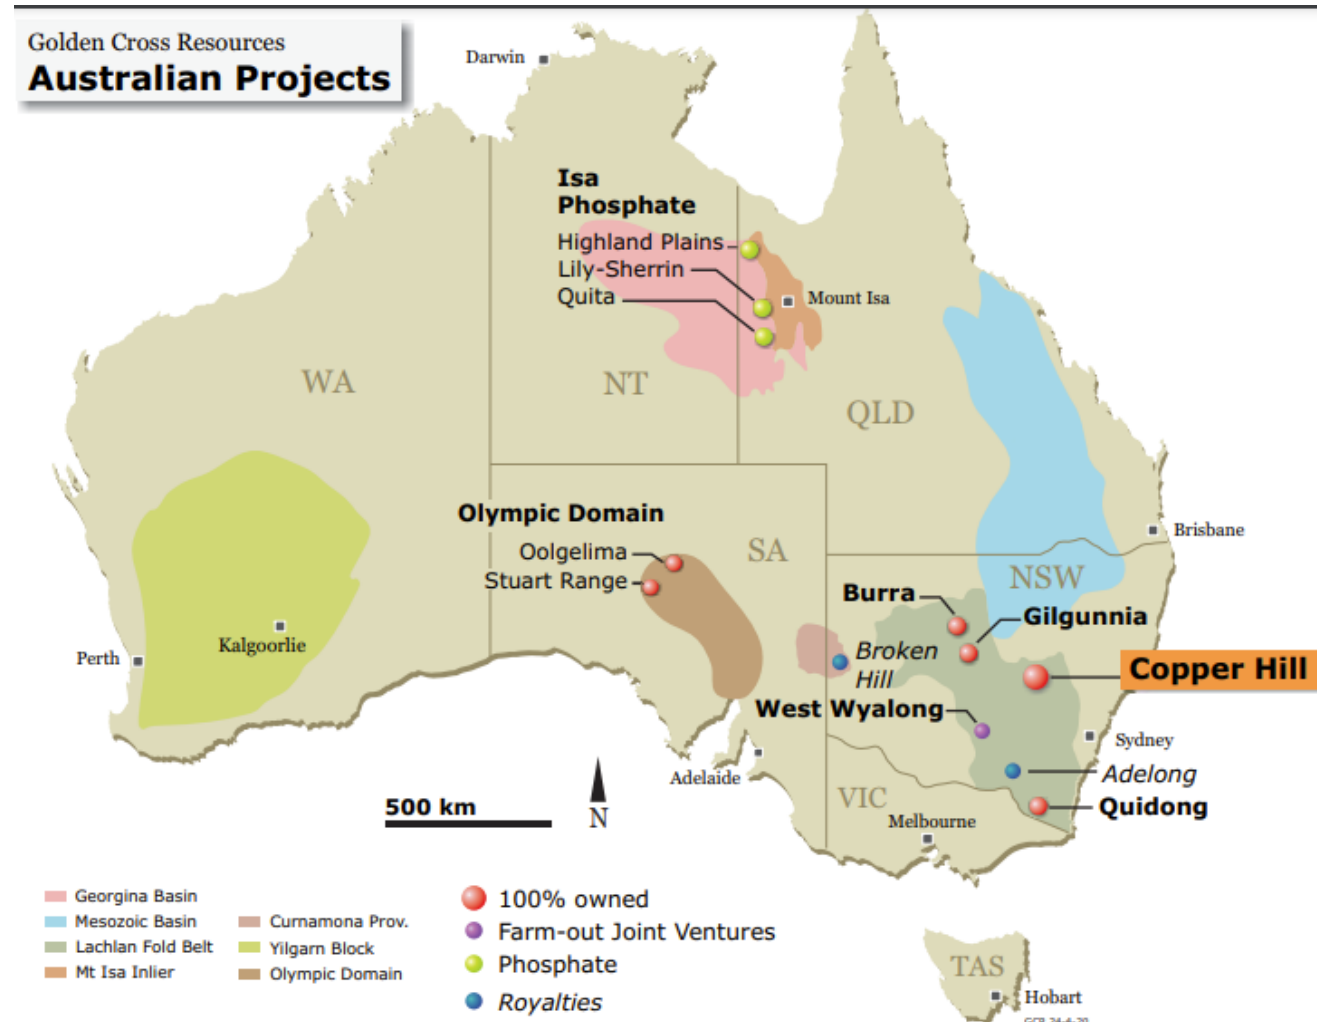 Golden Cross Resources
Australian Projects
Darwin
Isa
Phosphate
Highland Plains
Lily-Sherrin
Quita
Mount Isa
WA
NT
QLD
Olympic Domain
Oolgelima
Stuart Range
SA
Brisbane
NSW
Burra
Gilgunnia
Kalgoorlie
Perth
Broken
Hill
Copper Hill
West Wyalong
Sydney
Adelaide
Adelong
VIC
Quidong
500 km
N
Melbourne
Georgina Basin
Mesozoic Basin
Lachlan Fold Belt
Mt Isa Inlier
Curnamona Prov.
Yilgarn Block
Olympic Domain
100% owned
Farm-out Joint Ventures
Phosphate
Royalties
TAS
Hobart